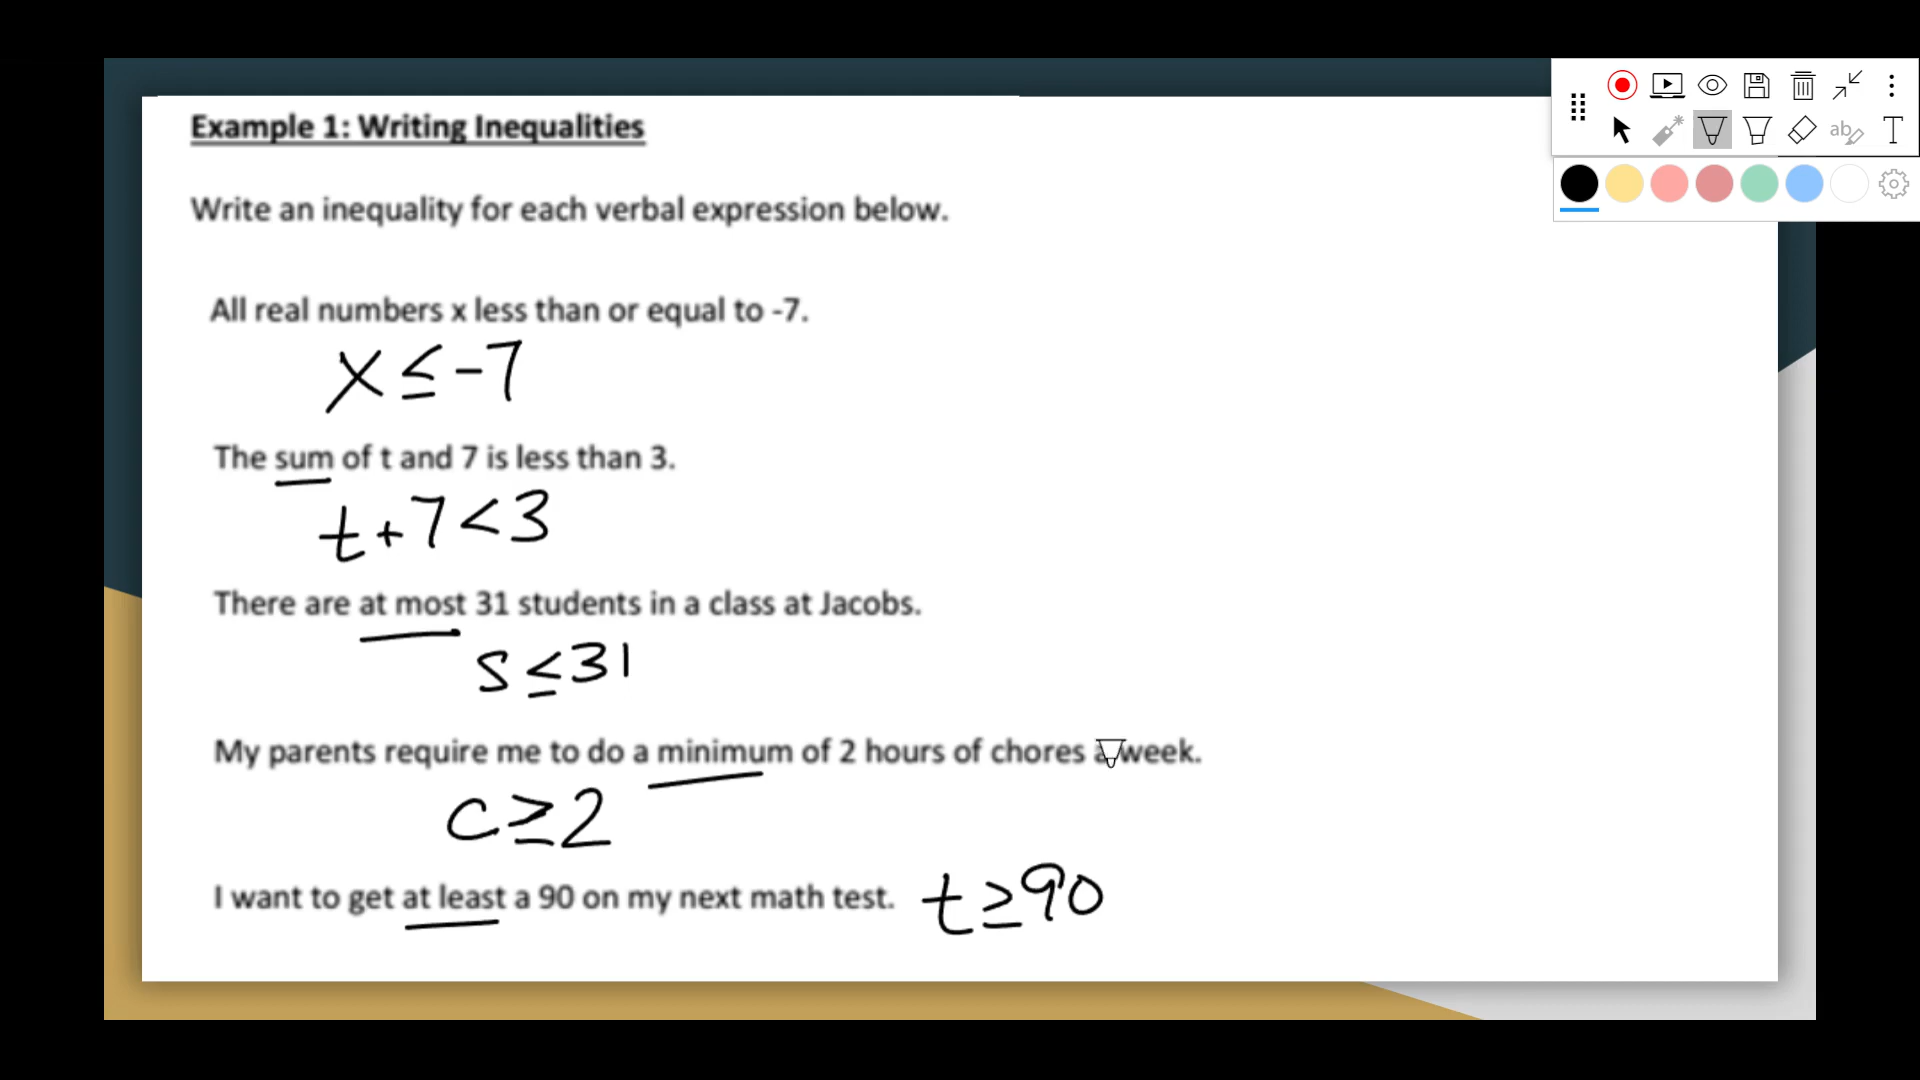 Example 1: Writing Inequalities
Write an inequality for each verbal expression below.
All real numbers x less than or equal to -7.
x ≤ -7
The sum of t and 7 is less than 3.
t + 7 < 3
There are at most 31 students in a class at Jacobs.
s ≤ 31
My parents require me to do a minimum of 2 hours of chores a week.
c ≥ 2
I want to get at least a 90 on my next math test. t ≥ 90
ab
T